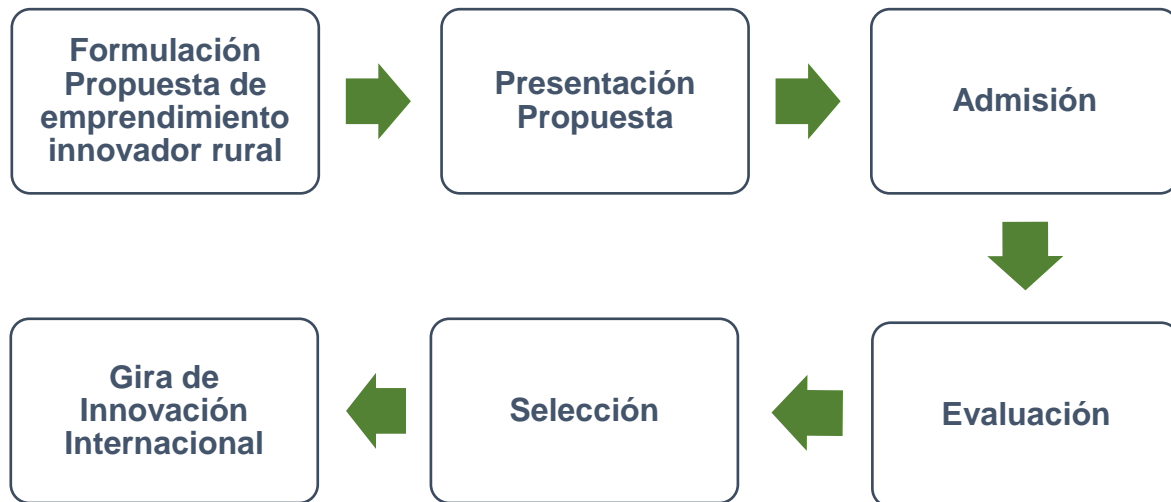 Formulación
Propuesta de
emprendimiento
innovador rural
Presentación
Propuesta
Admisión
Evaluación
Selección
Gira de
Innovación
Internacional